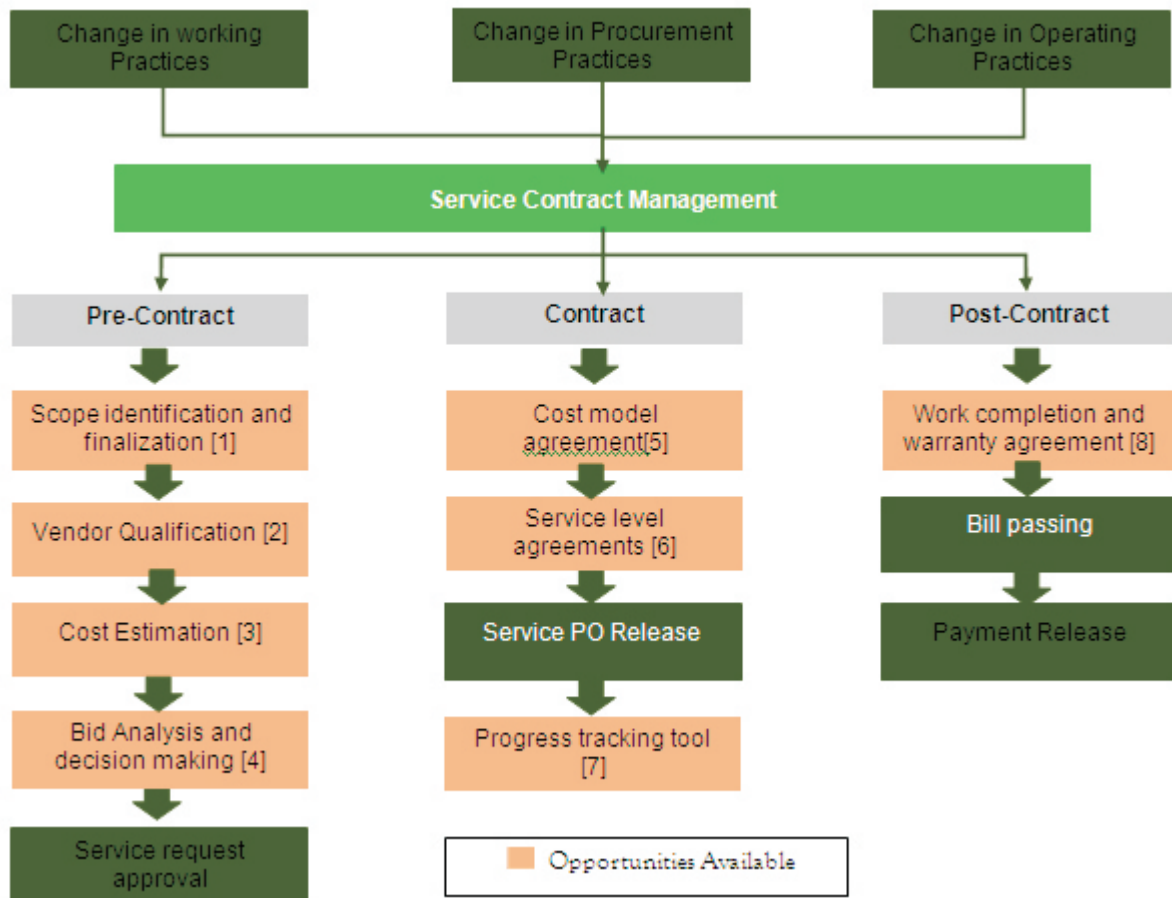 Change in working
Practices
Change in Procurement
Practices
Change in Operating
Practices
Service Contract Management
Pre-Contract
Scope identification and
finalization [1]
Vendor Qualification [2]
Cost Estimation [3]
Bid Analysis and
decision making [4]
Service request
approval
Contract
Cost model
agreement[5]
Service level
agreements [6]
Service PO Release
Progress tracking tool
[7]
Post-Contract
Work completion and
warranty agreement [8]
Bill passing
Payment Release
Opportunities Available